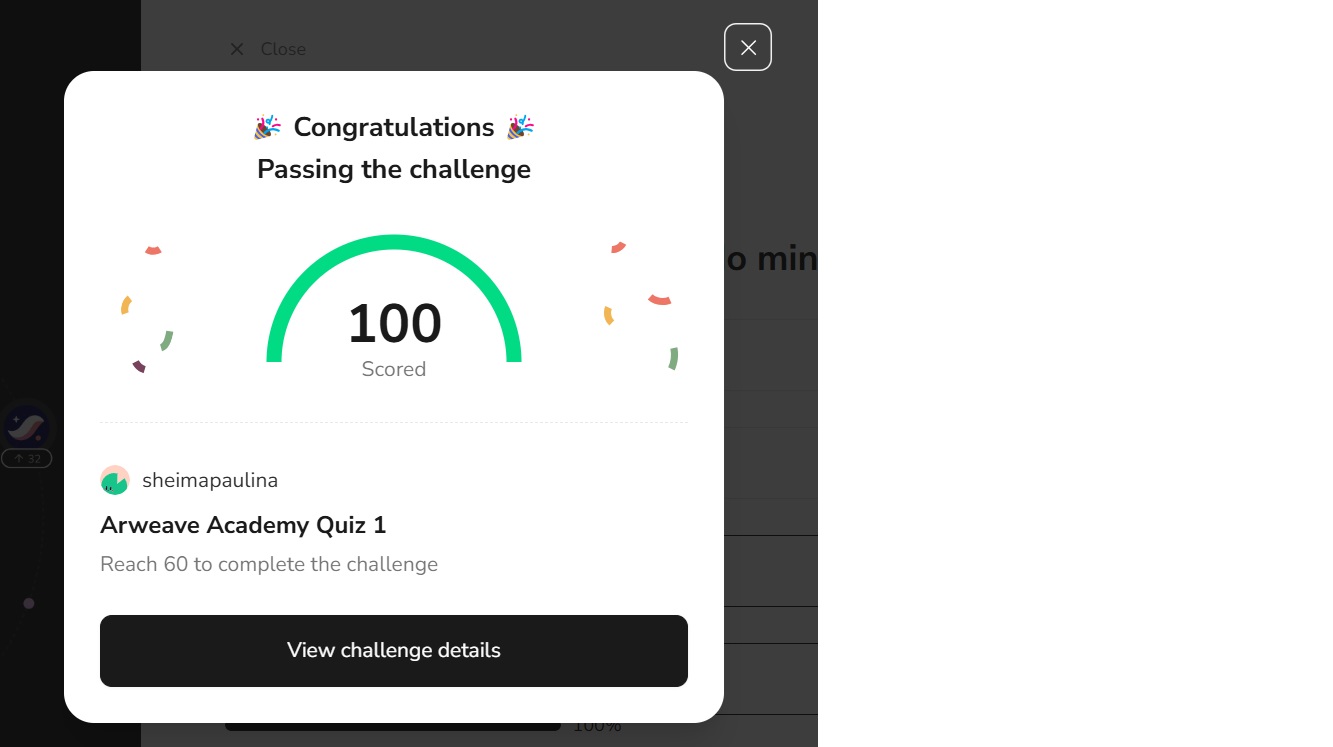 Close
Congratulations
Passing the challenge
o min
100
Scored
32
sheimapaulina
Arweave Academy Quiz 1
Reach 60 to complete the challenge
View challenge details
100%